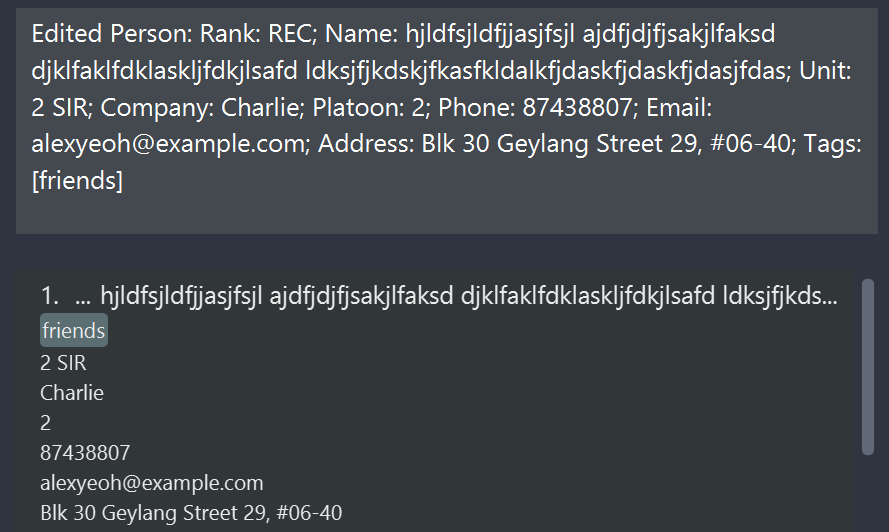 Edited Person: Rank: REC; Name: hjldfsjldfjjasjfsjl ajdfjdjfjsakjlfaksd
djklfaklfdklaskljfdkjlsafd ldksjfjkdskjfkasfkldalkfjdaskfjdaskfjdasjfdas; Unit:
2 SIR; Company: Charlie; Platoon: 2; Phone: 87438807; Email:
alexyeoh@example.com; Address: Blk 30 Geylang Street 29, #06-40; Tags:
[friends]
1. ... hjldfsjldfjjasjfsjl ajdfjdjfjsakjlfaksd djklfaklfdklaskljfdkjlsafd ldksjfjkds...
friends
2 SIR
Charlie
2
87438807
alexyeoh@example.com
Blk 30 Geylang Street 29, #06-40